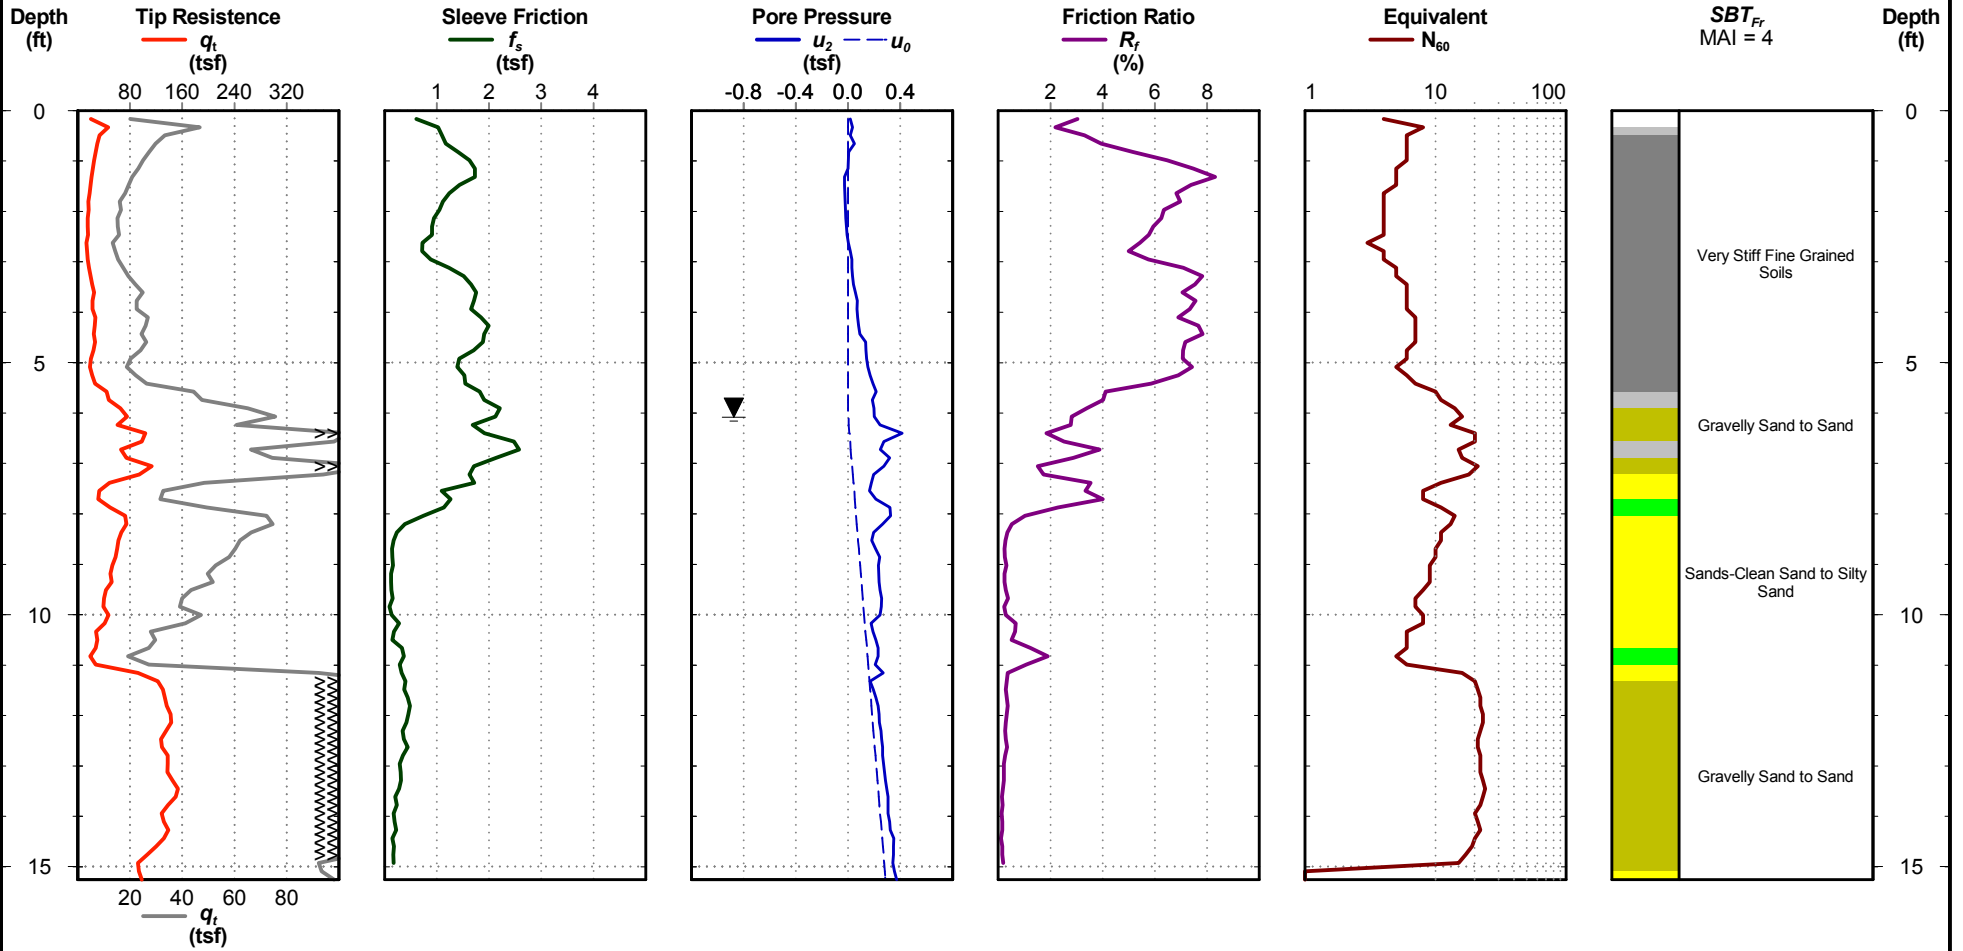 Depth
(ft)
Tip Resistance
qt
(tsf)
Sleeve Friction
fs
(tsf)
Pore Pressure
u2 u0
(tsf)
Friction Ratio
Rf
(%)
Equivalent
N60
SBTFr
MAI = 4
Depth
(ft)
80 160 240 320
1 2 3 4
-0.8 -0.4 0.0 0.4
2 4 6 8
1 10 100
0 0
Very Stiff Fine Grained
Soils
5 5
>>
Gravelly Sand to Sand
>>
Sands-Clean Sand to Silty
Sand
10 10
Gravelly Sand to Sand
15 15
20 40 60 80
qt
(tsf)